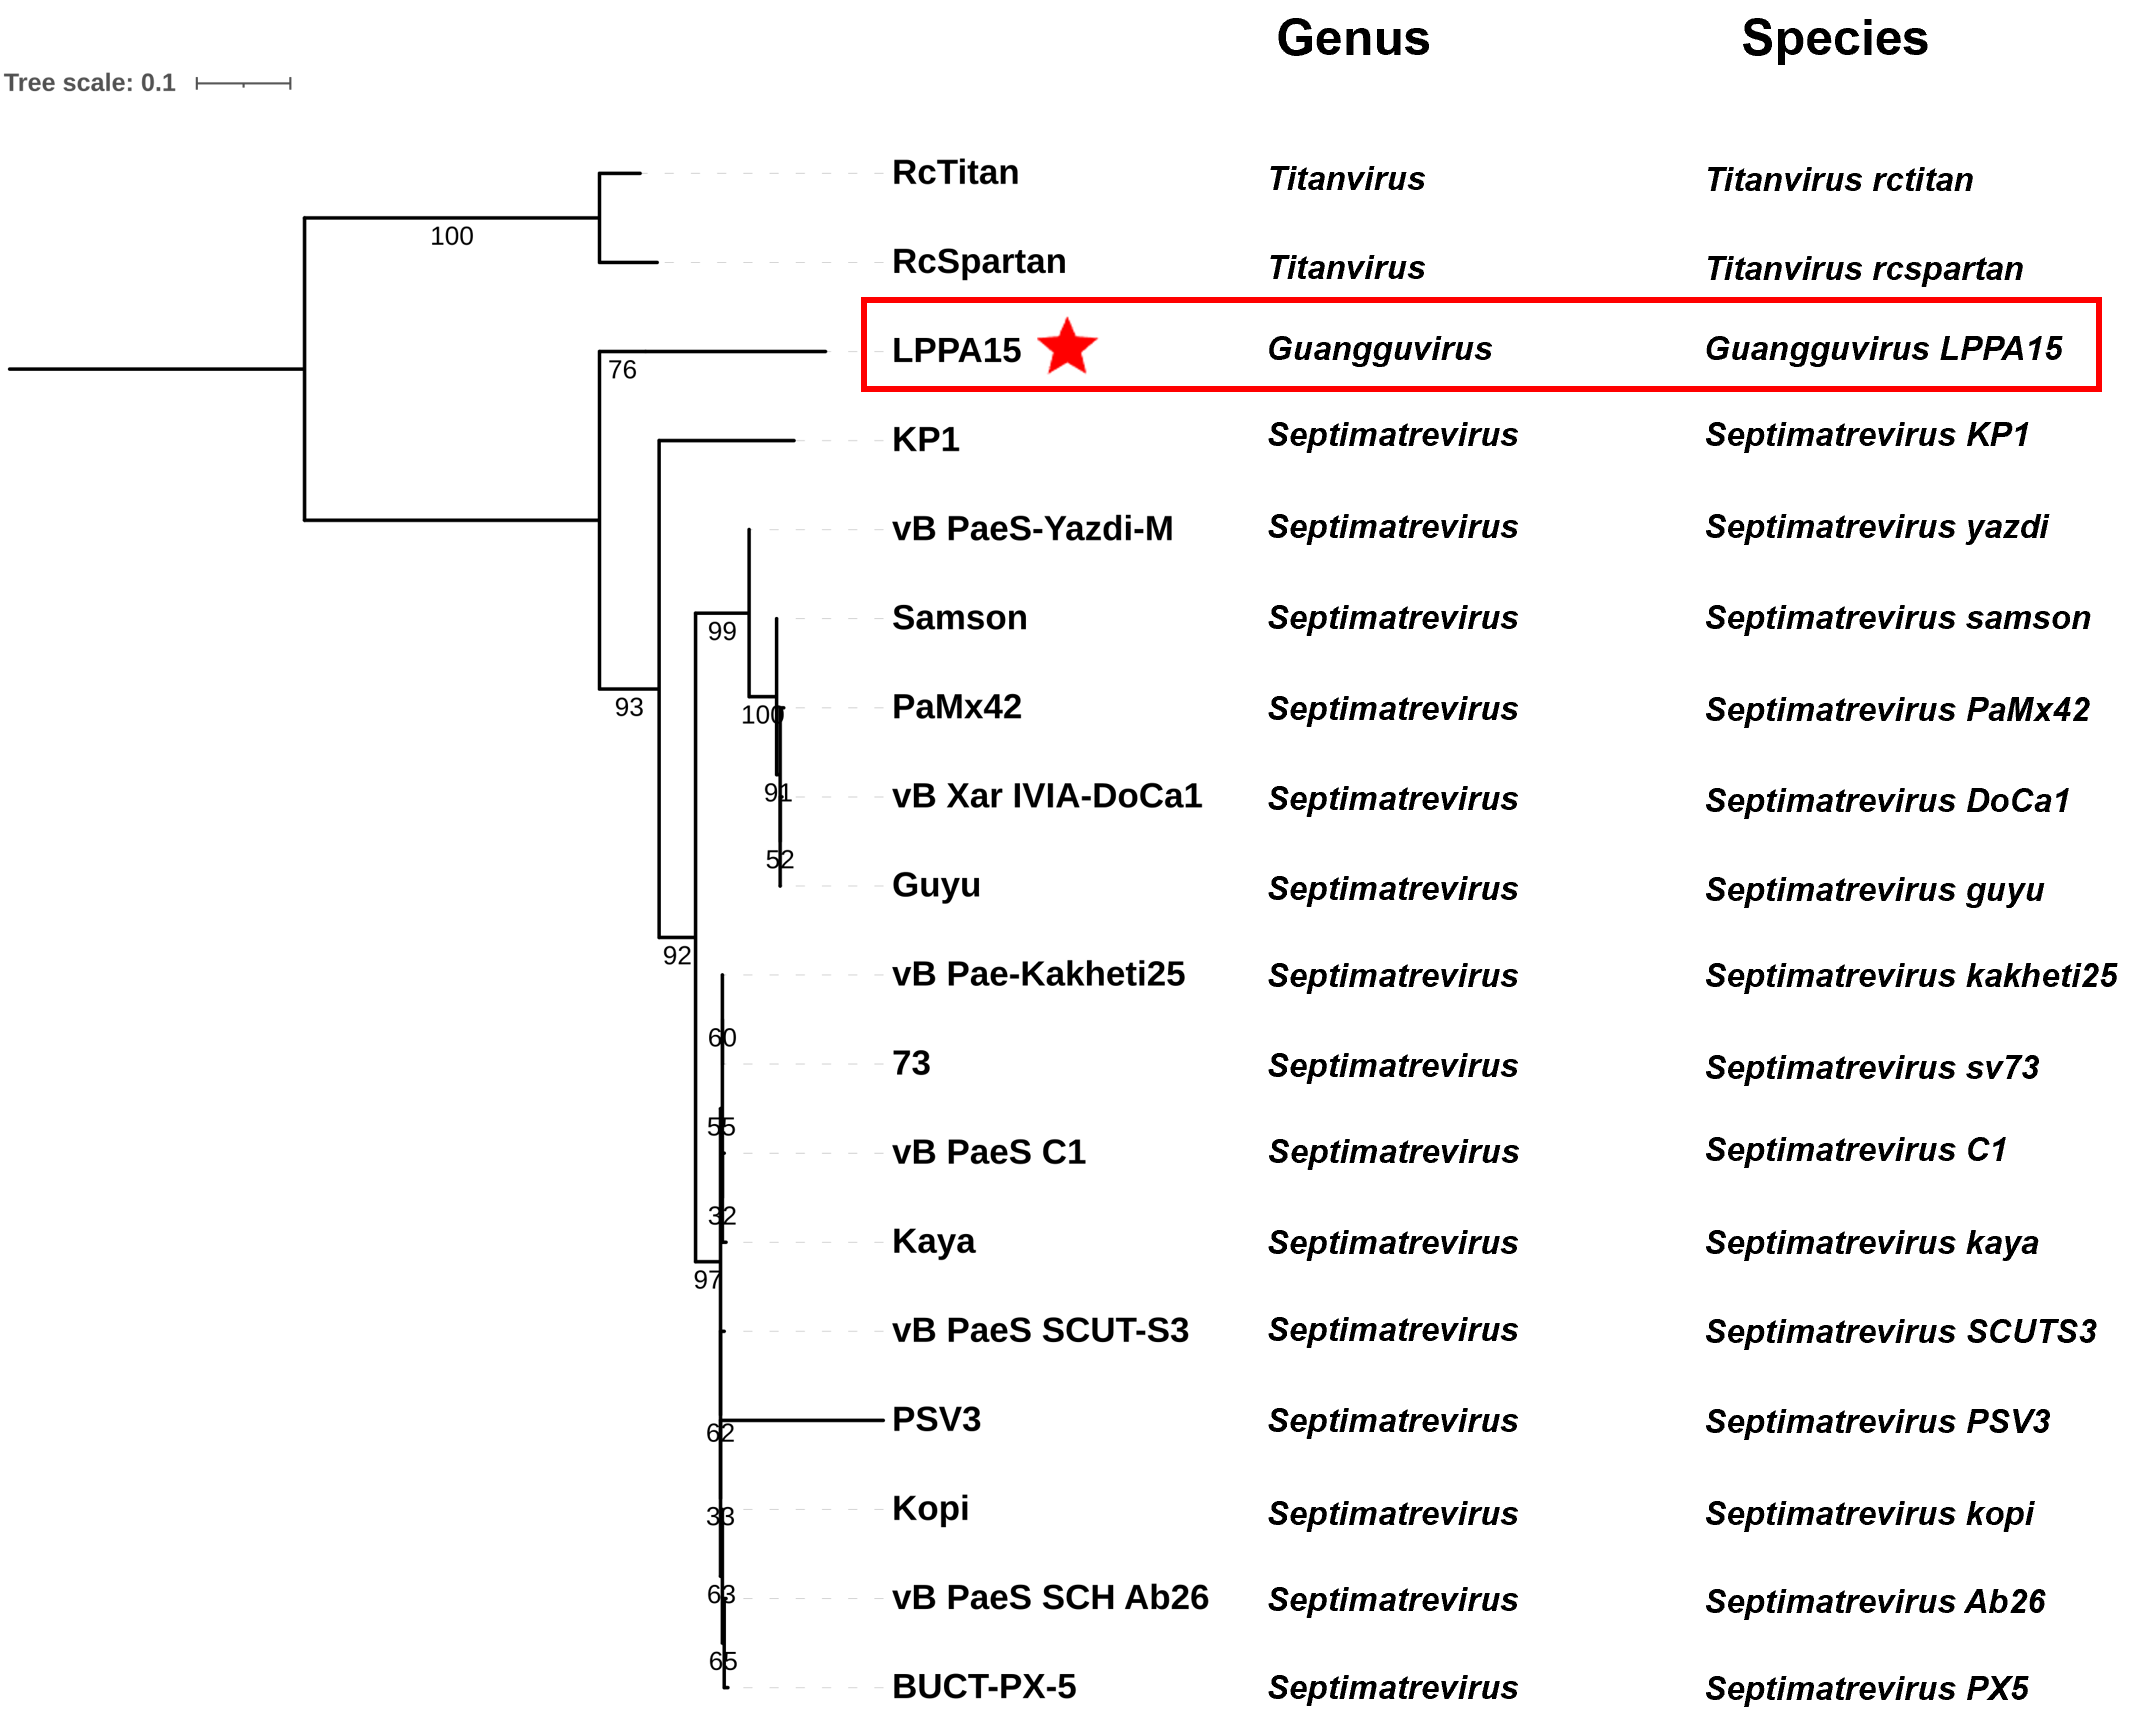 Genus Species
Tree scale: 0.1
RcTitan Titanvirus Titanvirus rctitan
100
RcSpartan Titanvirus Titanvirus rcspartan
LPPA15 Guangguvirus Guangguvirus LPPA15
76
KP1 Septimatrevirus Septimatrevirus KP1
vB PaeS-Yazdi-M Septimatrevirus Septimatrevirus yazdi
Samson Septimatrevirus Septimatrevirus samson
99
93 100 PaMx42 Septimatrevirus Septimatrevirus PaMx42
91 vB Xar IVIA-DoCa1 Septimatrevirus Septimatrevirus DoCa1
52
Guyu Septimatrevirus Septimatrevirus guyu
92
vB Pae-Kakheti25 Septimatrevirus Septimatrevirus kakheti25
60
73 Septimatrevirus Septimatrevirus sv73
55
vB PaeS C1 Septimatrevirus Septimatrevirus C1
32
Kaya Septimatrevirus Septimatrevirus kaya
97
vB PaeS SCUT-S3 Septimatrevirus Septimatrevirus SCUTS3
PSV3 Septimatrevirus Septimatrevirus PSV3
62
33 Kopi Septimatrevirus Septimatrevirus kopi
63 vB PaeS SCH Ab26 Septimatrevirus Septimatrevirus Ab26
65
BUCT-PX-5 Septimatrevirus Septimatrevirus PX5